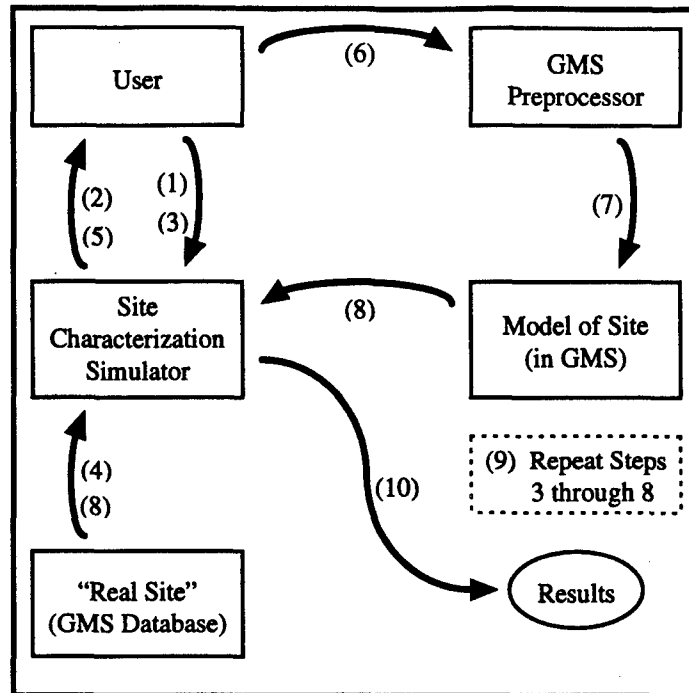 User
(6)
GMS
Preprocessor
(2)
(5)
(1)
(3)
(7)
Site
Characterization
Simulator
(8)
Model of Site
(in GMS)
(4)
(8)
(10)
(9) Repeat Steps
3 through 8
"Real Site"
(GMS Database)
Results